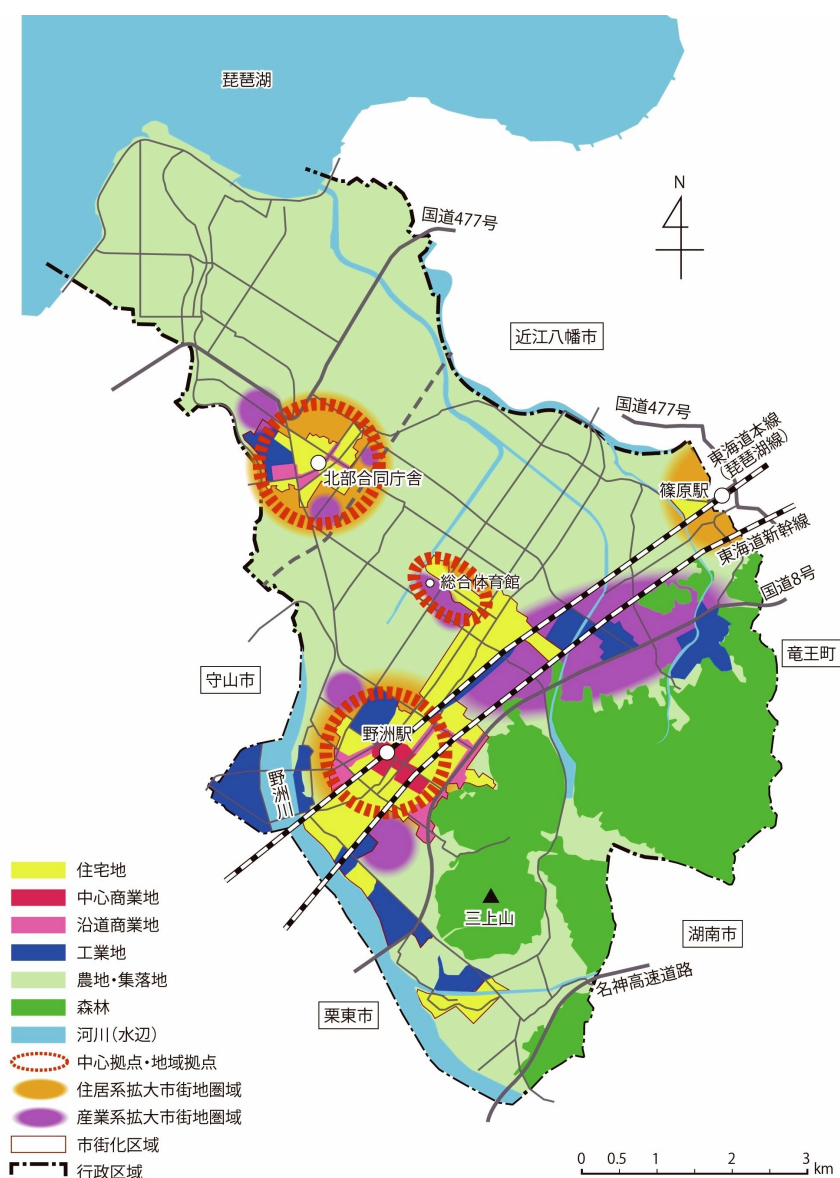 琵琶湖
N
国道477号
近江八幡市
国道477号
東海道本線
(琵琶湖線)
篠原駅
北部合同庁舎
東海道新幹線
総合体育館
国道8号
竜王町
守山市
野洲駅
野洲川
三上山
湖南市
名神高速道路
栗東市
住宅地
中心商業地
沿道商業地
工業地
農地・集落地
森林
河川(水辺)
中心拠点・地域拠点
住居系拡大市街地圏域
産業系拡大市街地圏域
市街化区域
行政区域
0 0.5 1 2 3
km